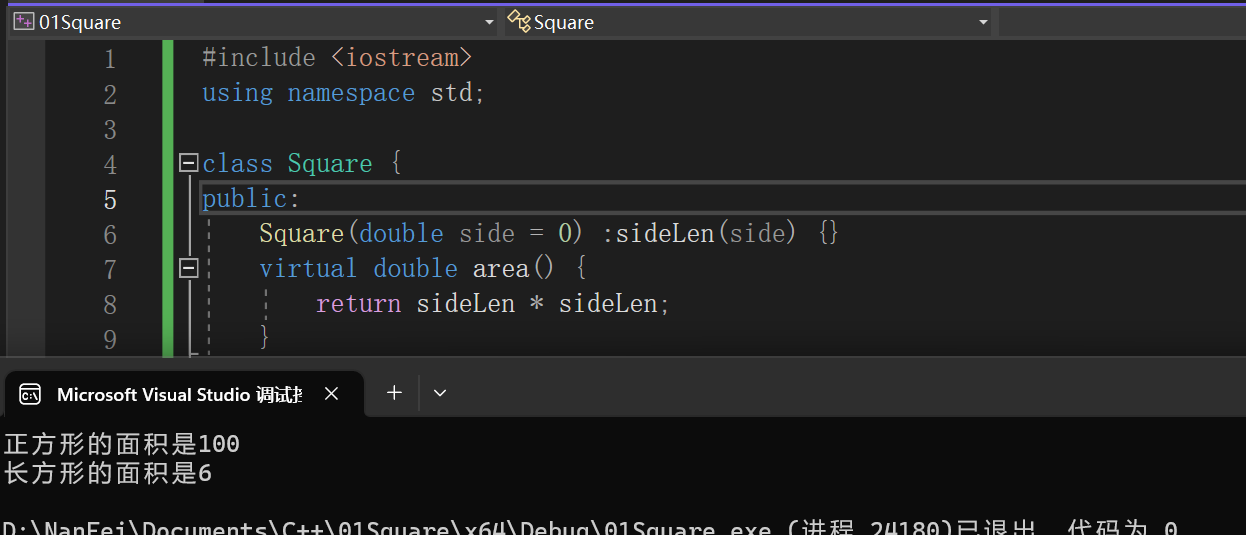 01Square Square
1 #include <iostream>
2 using namespace std;
3
4 class Square {
5 public:
6 Square(double side = 0) :sideLen(side) {}
7 virtual double area() {
8 return sideLen * sideLen;
9 }
Microsoft Visual Studio 调试
正方形的面积是100
长方形的面积是6
D:\NanFei\Documents\C++\01Square\x64\Debug\01Square.exe (进程 24180)已退出，代码为 0